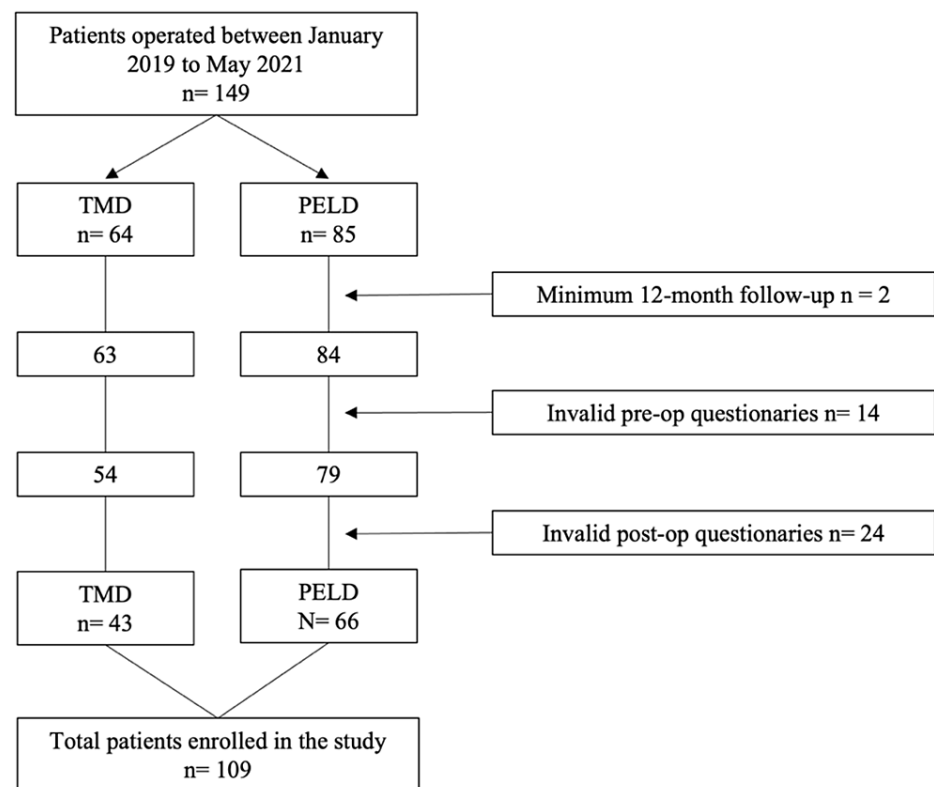 Patients operated between January
2019 to May 2021
n= 149
TMD
n= 64
PELD
n= 85
Minimum 12-month follow-up n = 2
63
84
Invalid pre-op questionaries n= 14
54
79
Invalid post-op questionaries n= 24
TMD
n= 43
PELD
N= 66
Total patients enrolled in the study
n= 109